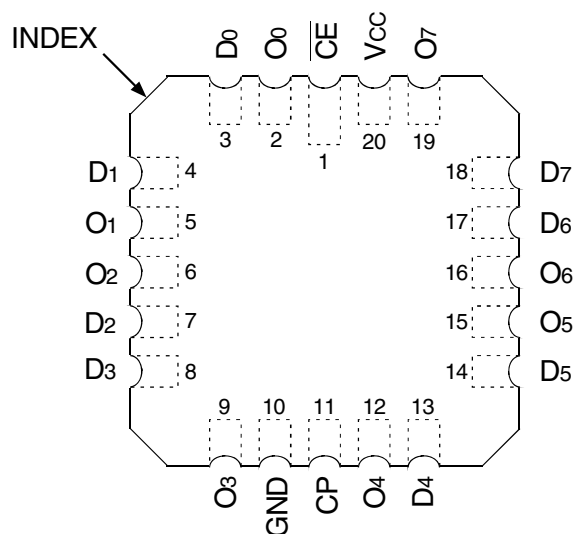 INDEX
D0 O0 C̅E̅ VCC O7
3 2 1 20 19
D1 4 18 D7
O1 5 17 D6
O2 6 16 O6
D2 7 15 O5
D3 8 14 D5
9 10 11 12 13
O3 GND CP O4 D4